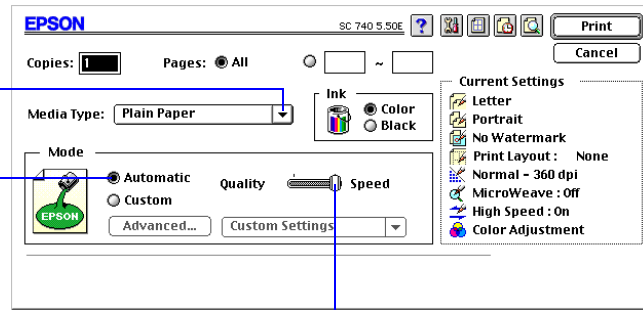 EPSON SC 740 5.50E ? Print
Cancel
Copies: 1 Pages: All ~
Media Type: Plain Paper
Ink
Color
Black
Mode
Automatic
Custom
Quality Speed
Advanced... Custom Settings
EPSON
Current Settings
Letter
Portrait
No Watermark
Print Layout : None
Normal - 360 dpi
MicroWeave : Off
High Speed : On
Color Adjustment